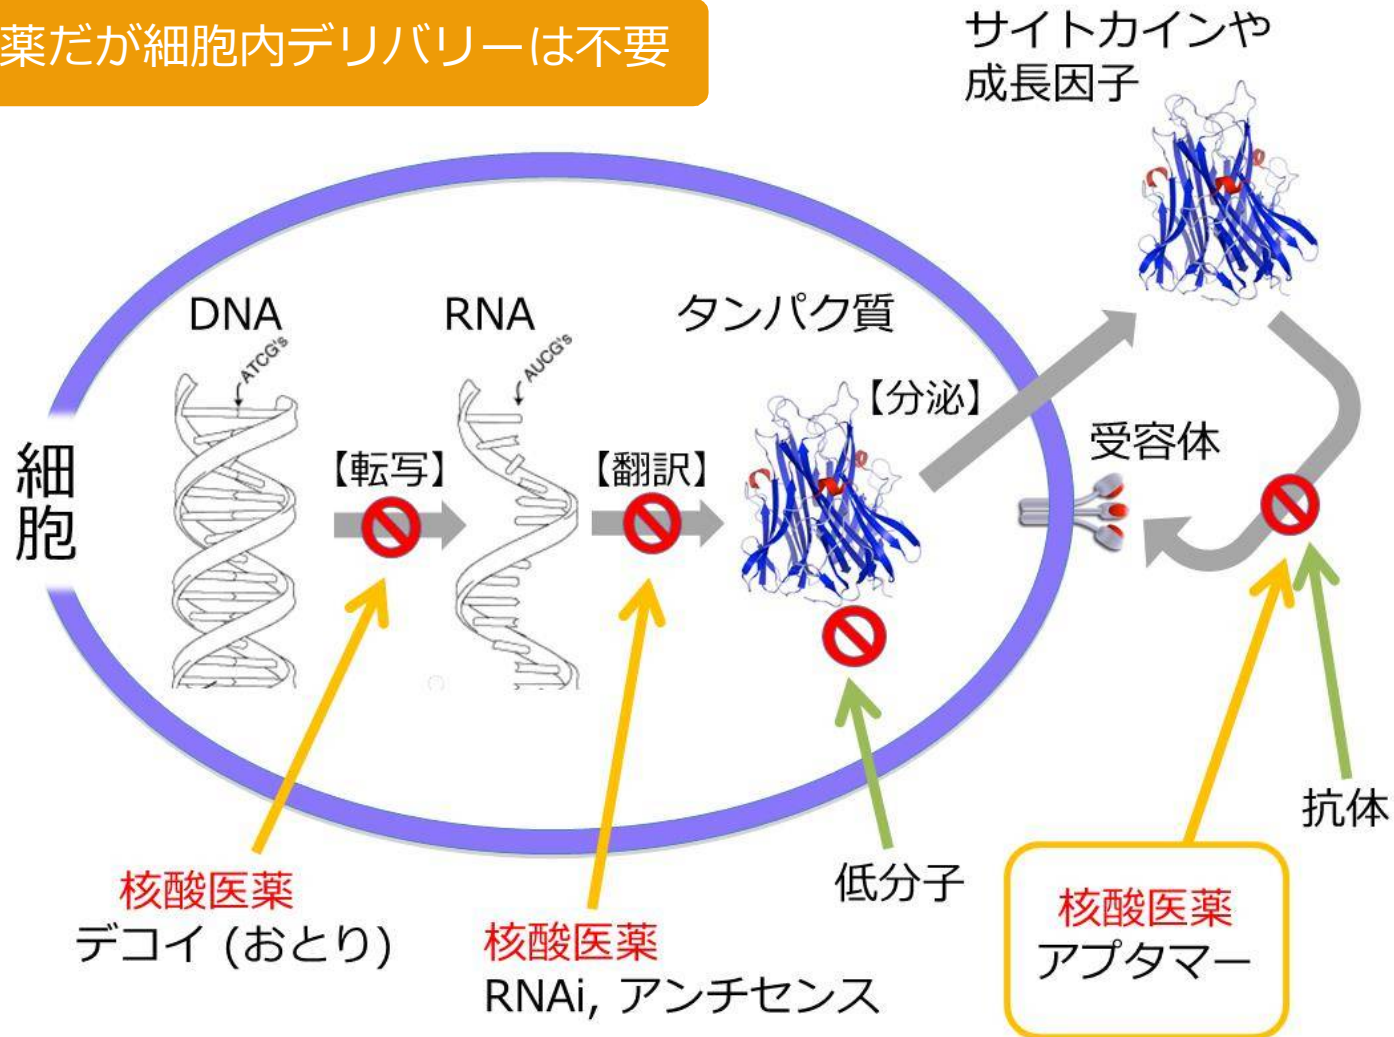 薬だが細胞内デリバリーは不要
サイトカインや
成長因子
DNA
RNA
タンパク質
ATCG's
AUCG's
【分泌】
細胞
【転写】
【翻訳】
受容体
抗体
低分子
核酸医薬
デコイ (おとり)
核酸医薬
RNAi, アンチセンス
核酸医薬
アプタマー